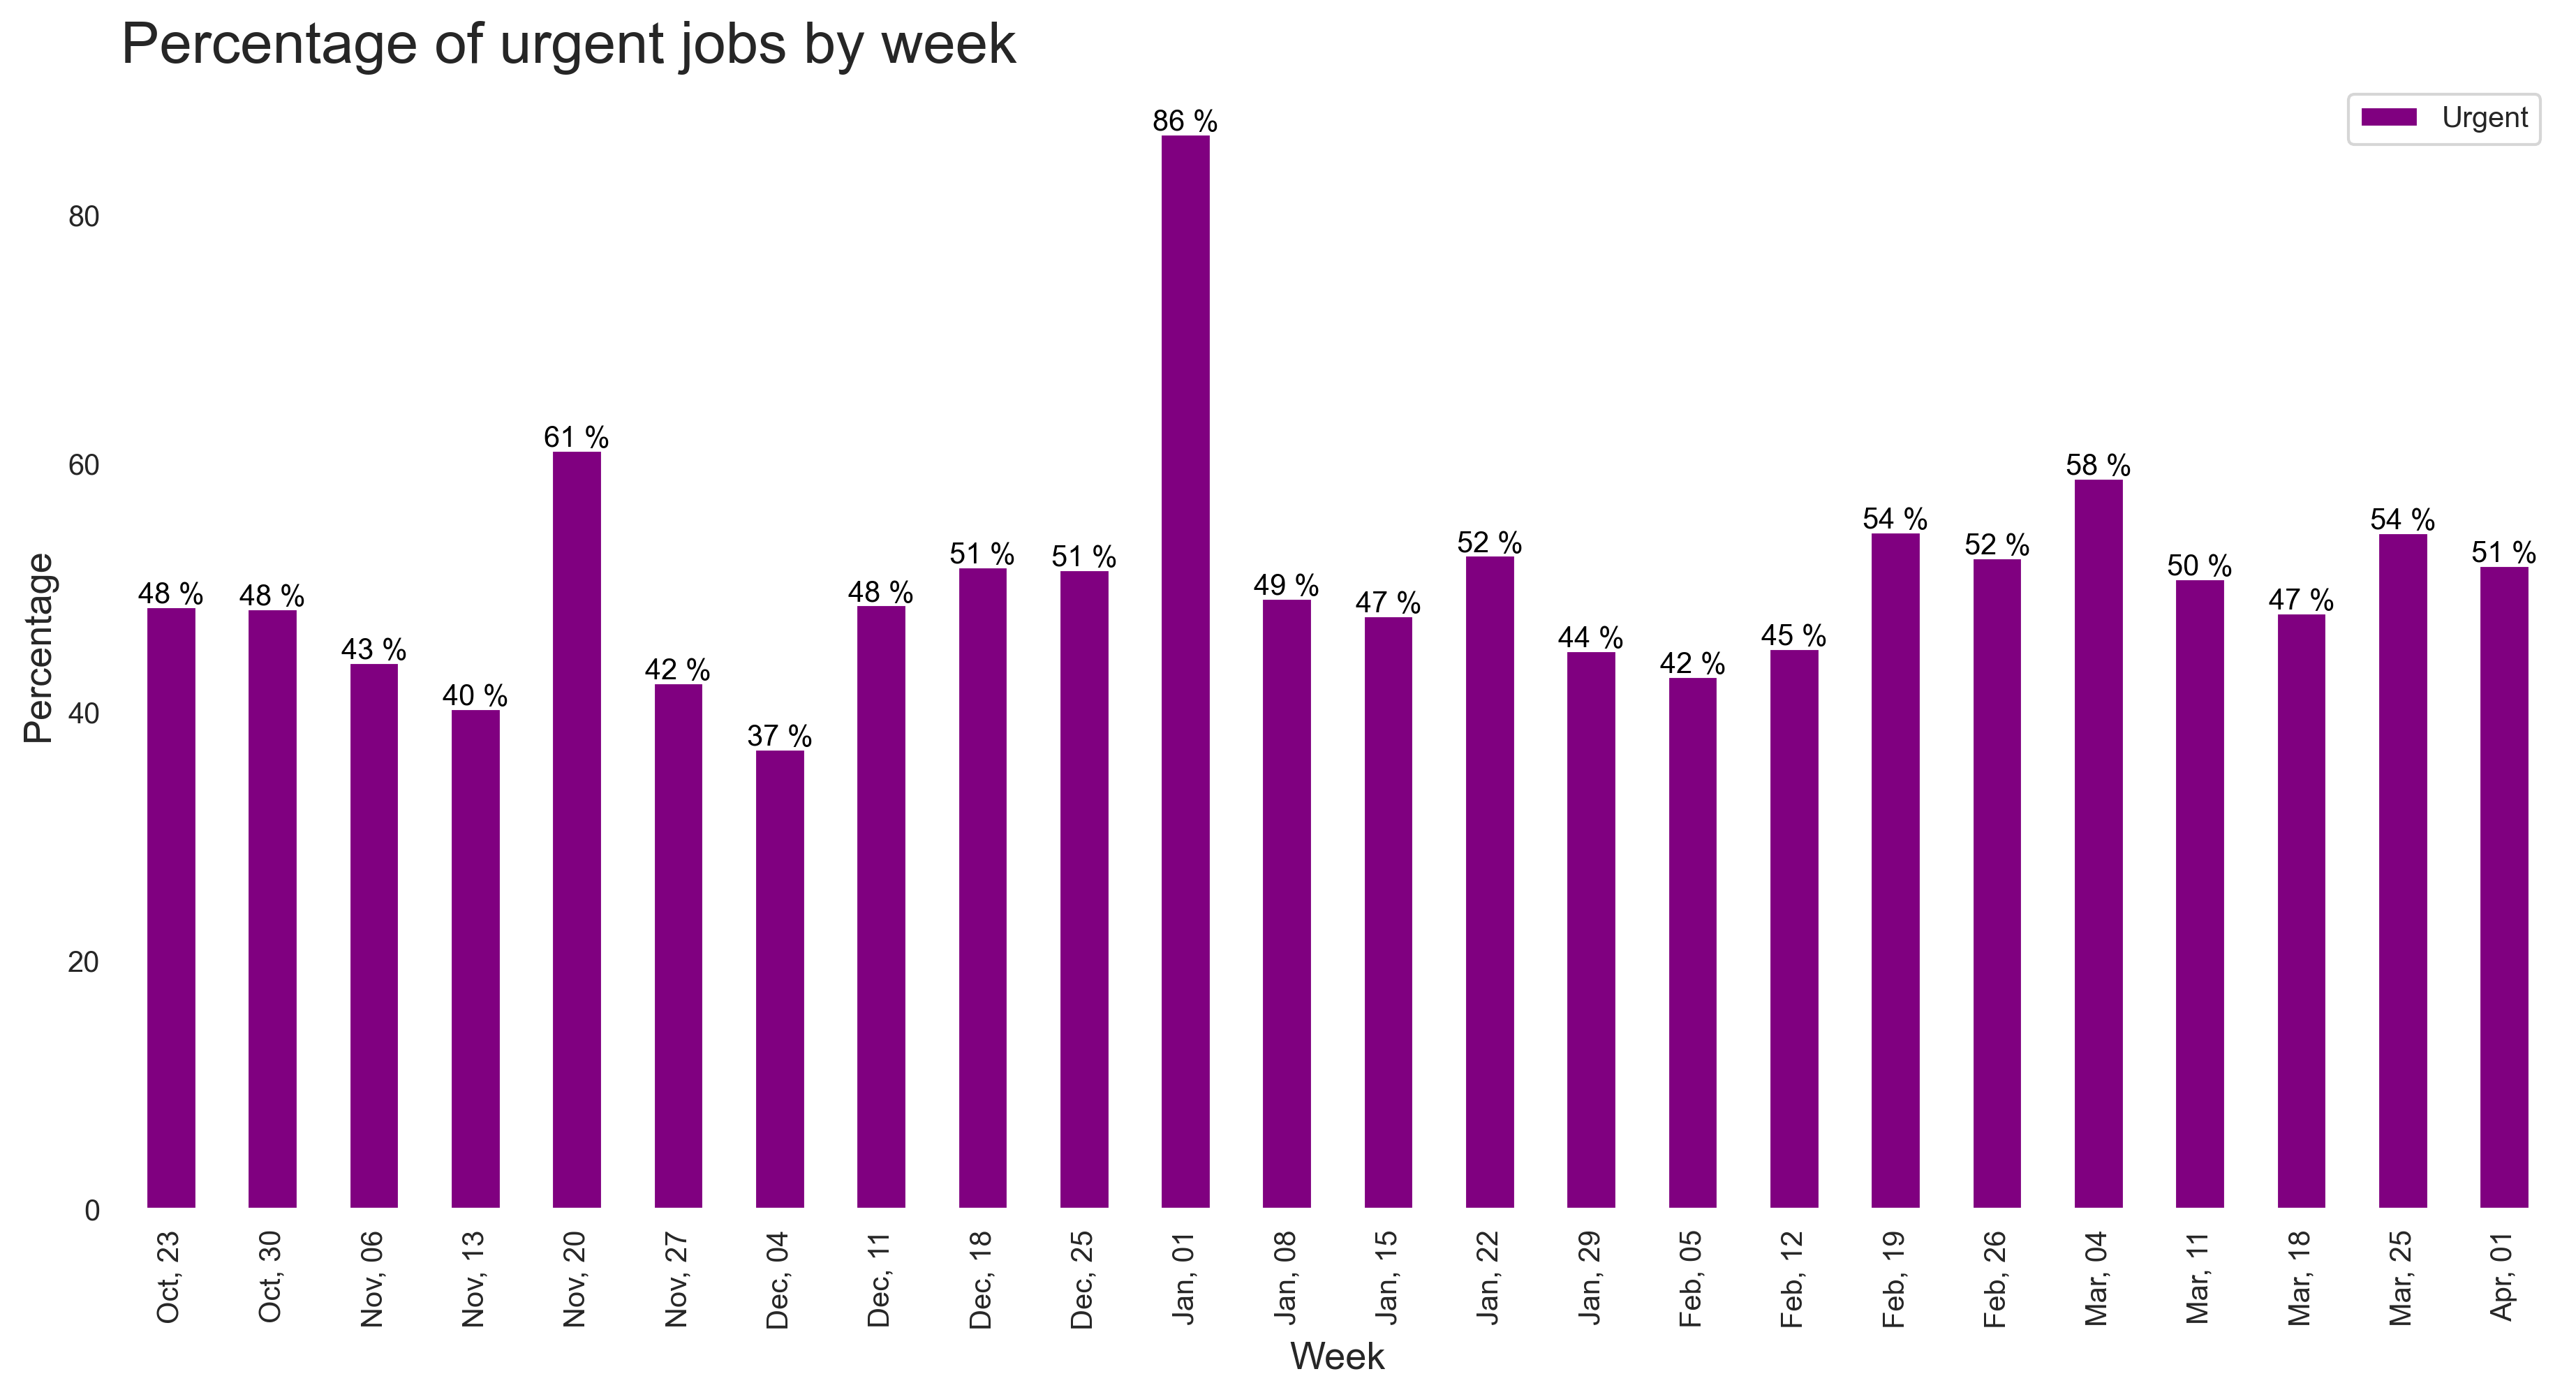 Percentage of urgent jobs by week
Urgent
Percentage
80
60
40
20
0
48 %
48 %
43 %
40 %
61 %
42 %
37 %
48 %
51 %
51 %
86 %
49 %
47 %
52 %
44 %
42 %
45 %
54 %
52 %
58 %
50 %
47 %
54 %
51 %
Oct, 23
Oct, 30
Nov, 06
Nov, 13
Nov, 20
Nov, 27
Dec, 04
Dec, 11
Dec, 18
Dec, 25
Jan, 01
Jan, 08
Jan, 15
Jan, 22
Jan, 29
Feb, 05
Feb, 12
Feb, 19
Feb, 26
Mar, 04
Mar, 11
Mar, 18
Mar, 25
Apr, 01
Week